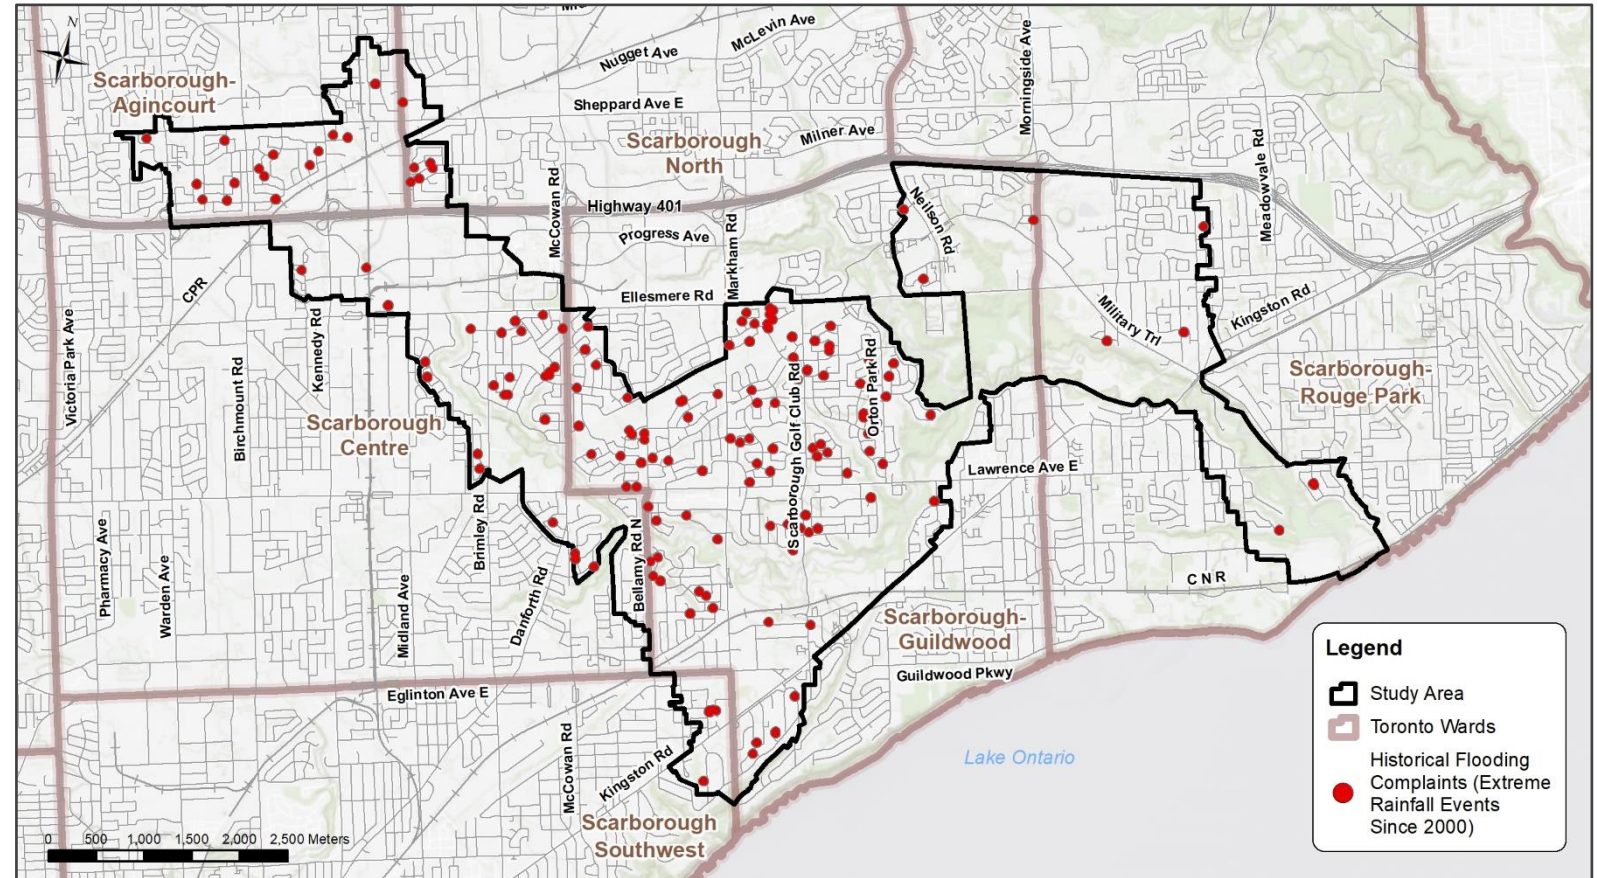 N
McLevin Ave
Nugget Ave
Morningside Ave
Scarborough-
Agincourt
Sheppard Ave E
Scarborough
North
Milner Ave
Meadowvale Rd
McCowan Rd
Highway 401
Neilson Rd
Progress Ave
Markham Rd
CPR
Ellesmere Rd
Kingston Rd
Military Trl
Victoria Park Ave
Kennedy Rd
Birchmount Rd
Scarborough Golf Club Rd
Orton Park Rd
Scarborough-
Rouge Park
Scarborough
Centre
Lawrence Ave E
Brimley Rd
Pharmacy Ave
Warden Ave
Midland Ave
Danforth Rd
Bellamy Rd N
C N R
Scarborough-
Guildwood
Guildwood Pkwy
Eglinton Ave E
McCowan Rd
Kingston Rd
Lake Ontario
Scarborough
Southwest
0 500 1,000 1,500 2,000 2,500 Meters
Legend
Study Area
Toronto Wards
Historical Flooding
Complaints (Extreme
Rainfall Events
Since 2000)